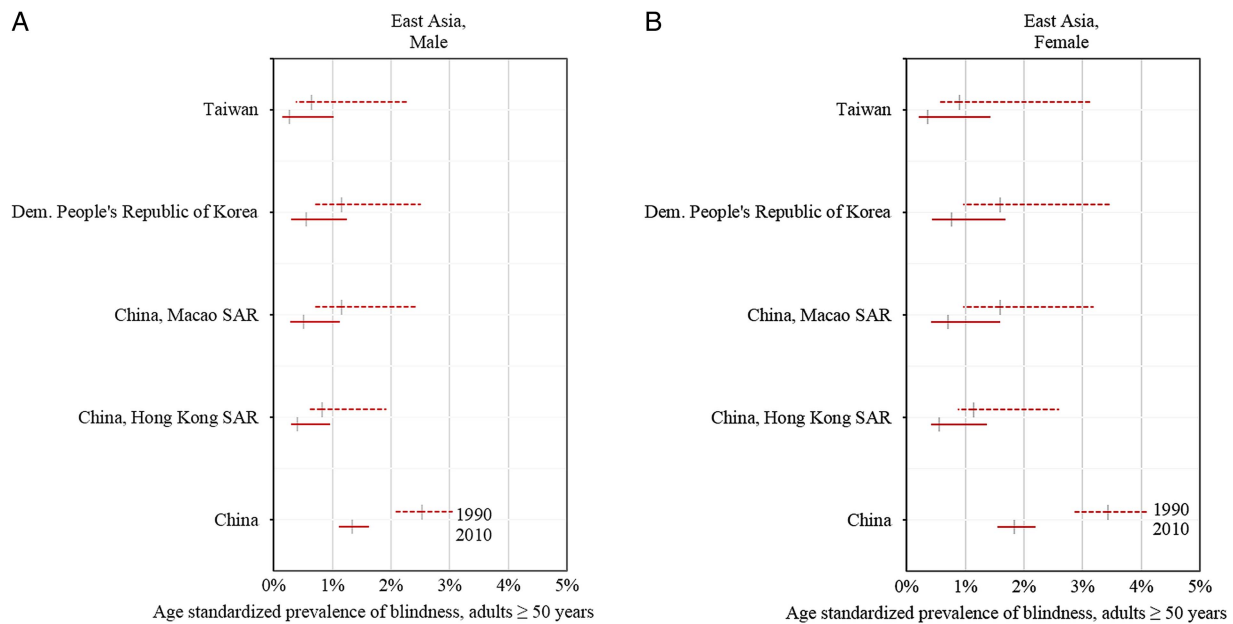 A
East Asia,
Male
Taiwan
Dem. People's Republic of Korea
China, Macao SAR
China, Hong Kong SAR
China
1990
2010
0% 1% 2% 3% 4% 5%
Age standardized prevalence of blindness, adults ≥ 50 years
B
East Asia,
Female
Taiwan
Dem. People's Republic of Korea
China, Macao SAR
China, Hong Kong SAR
China
1990
2010
0% 1% 2% 3% 4% 5%
Age standardized prevalence of blindness, adults ≥ 50 years